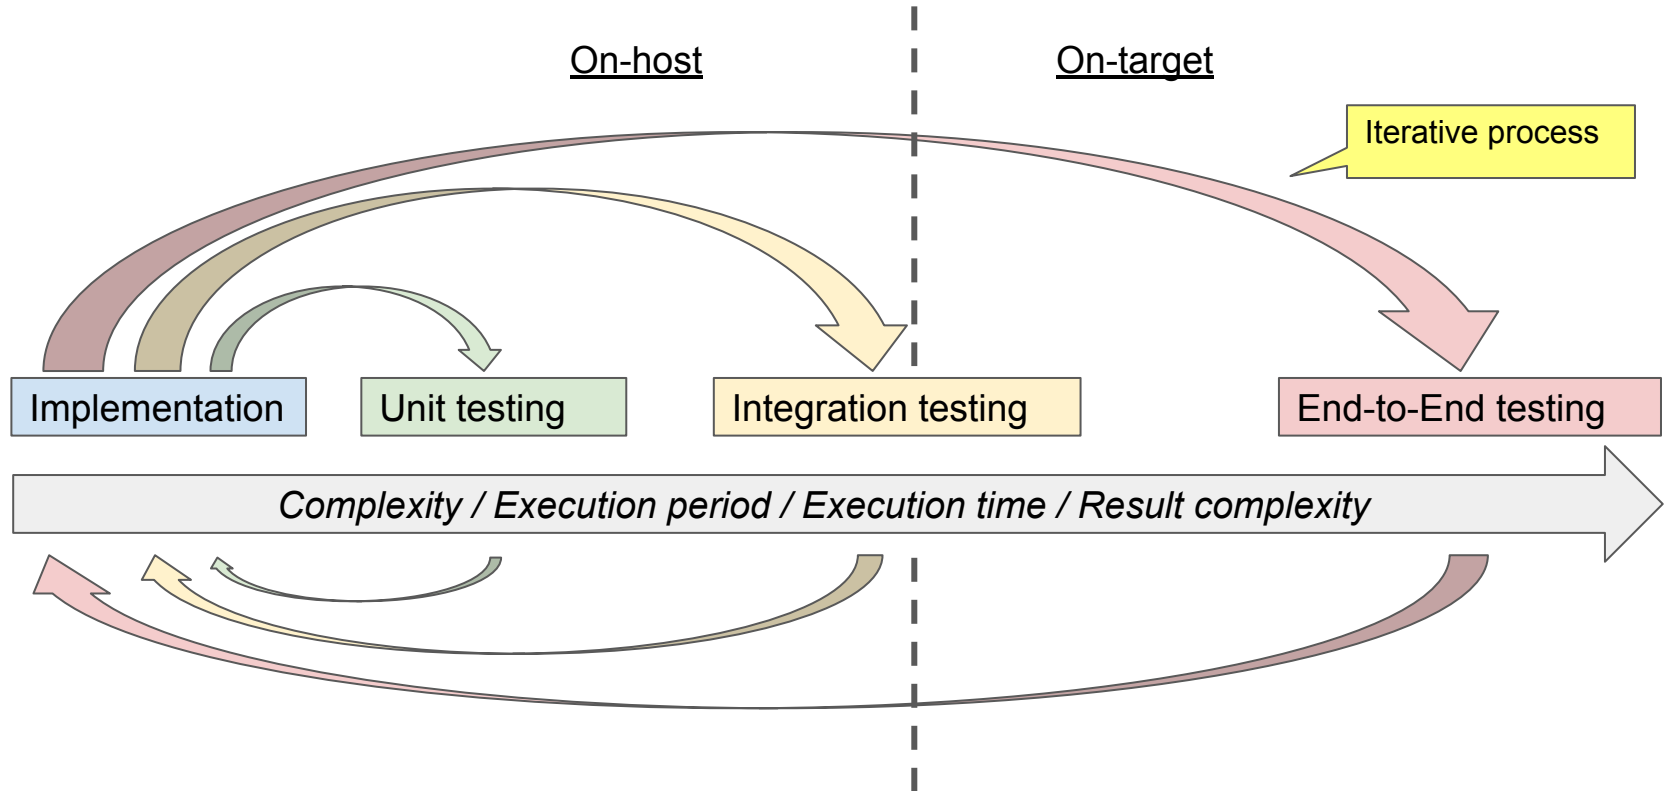 On-host
On-target
Iterative process
Implementation
Unit testing
Integration testing
End-to-End testing
Complexity / Execution period / Execution time / Result complexity